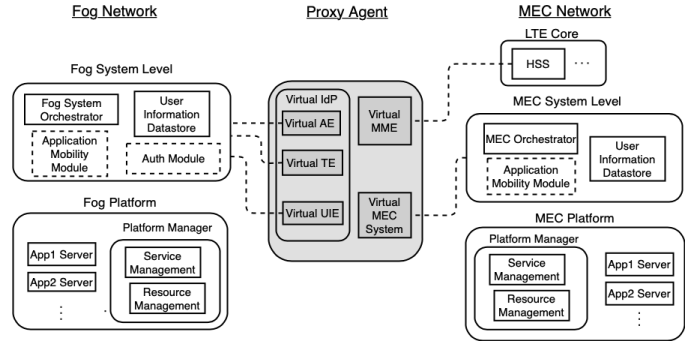 Fog Network
Proxy Agent
MEC Network
LTE Core
HSS
...
Fog System Level
Fog System
Orchestrator
User
Information
Datastore
Application
Mobility
Module
Auth Module
Virtual IdP
Virtual AE
Virtual TE
Virtual UIE
Virtual
MME
Virtual
MEC
System
MEC System Level
MEC Orchestrator
Application
Mobility Module
User
Information
Datastore
Fog Platform
Platform Manager
App1 Server
App2 Server
Service
Management
Resource
Management
MEC Platform
Platform Manager
Service
Management
Resource
Management
App1 Server
App2 Server